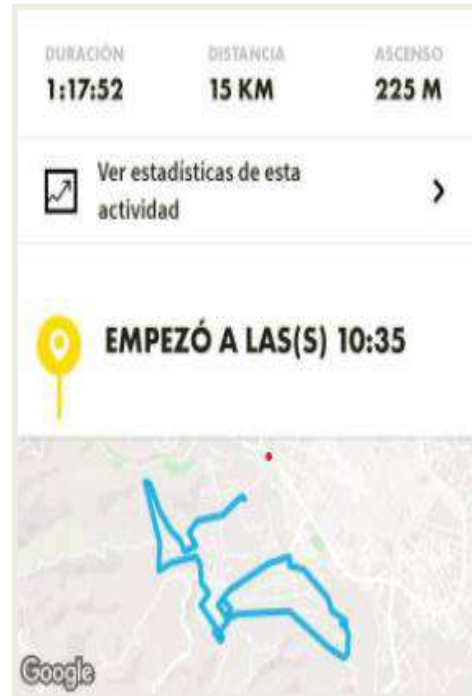 DURACIÓN DISTANCIA ASCENSO
1:17:52 15 KM 225 M
Ver estadísticas de esta
actividad
EMPEZÓ A LAS(S) 10:35
Google